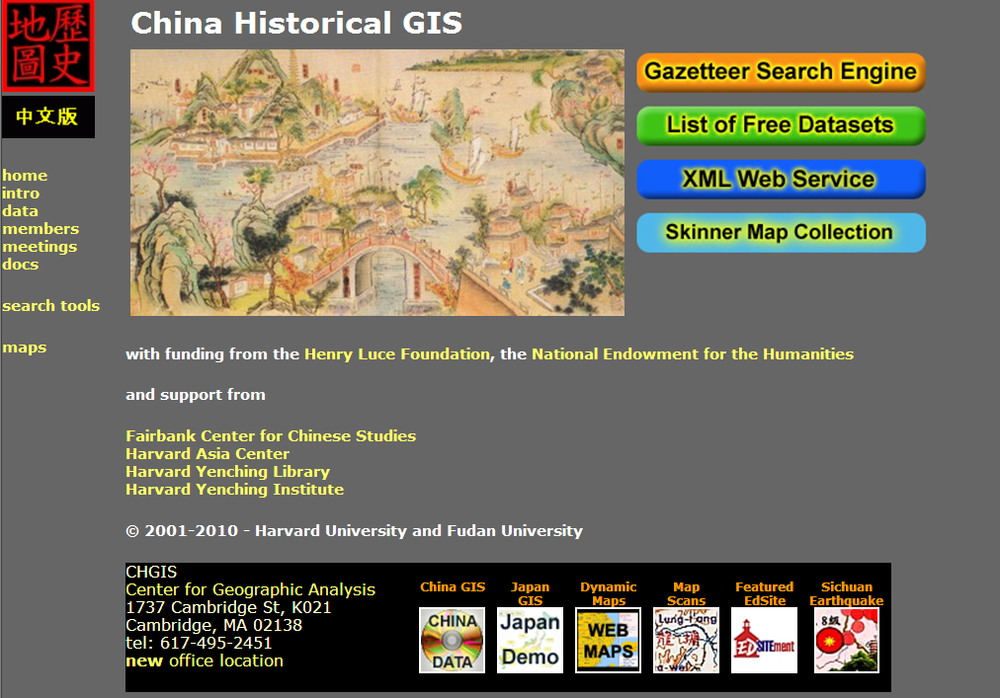 地歷
圖史
中文版
China Historical GIS
Gazetteer Search Engine
List of Free Datasets
XML Web Service
Skinner Map Collection
home
intro
data
members
meetings
docs
search tools
maps
with funding from the Henry Luce Foundation, the National Endowment for the Humanities
and support from
Fairbank Center for Chinese Studies
Harvard Asia Center
Harvard Yenching Library
Harvard Yenching Institute
© 2001-2010 - Harvard University and Fudan University
CHGIS
Center for Geographic Analysis
1737 Cambridge St, K021
Cambridge, MA 02138
tel: 617-495-2451
new office location
China GIS
CHINA
DATA
Japan
GIS
Japan
Demo
Dynamic
Maps
WEB
MAPS
Map
Scans
Lung-hang
Featured
EdSite
EDSITEment
Sichuan
Earthquake
8级